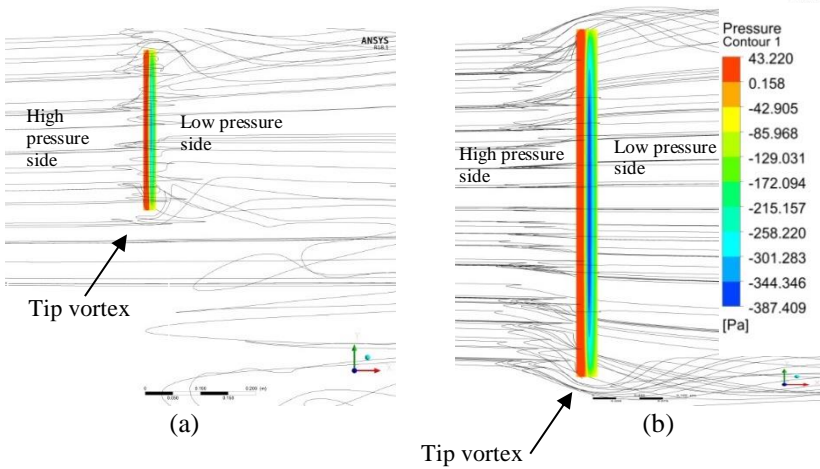 ANSYS
R18.5
High
pressure
side
Low pressure
side
Tip vortex
(a)
High pressure
side
Low pressure
side
Tip vortex
(b)
Pressure
Contour 1
43.220
0.158
-42.905
-85.968
-129.031
-172.094
-215.157
-258.220
-301.283
-344.346
-387.409
[Pa]